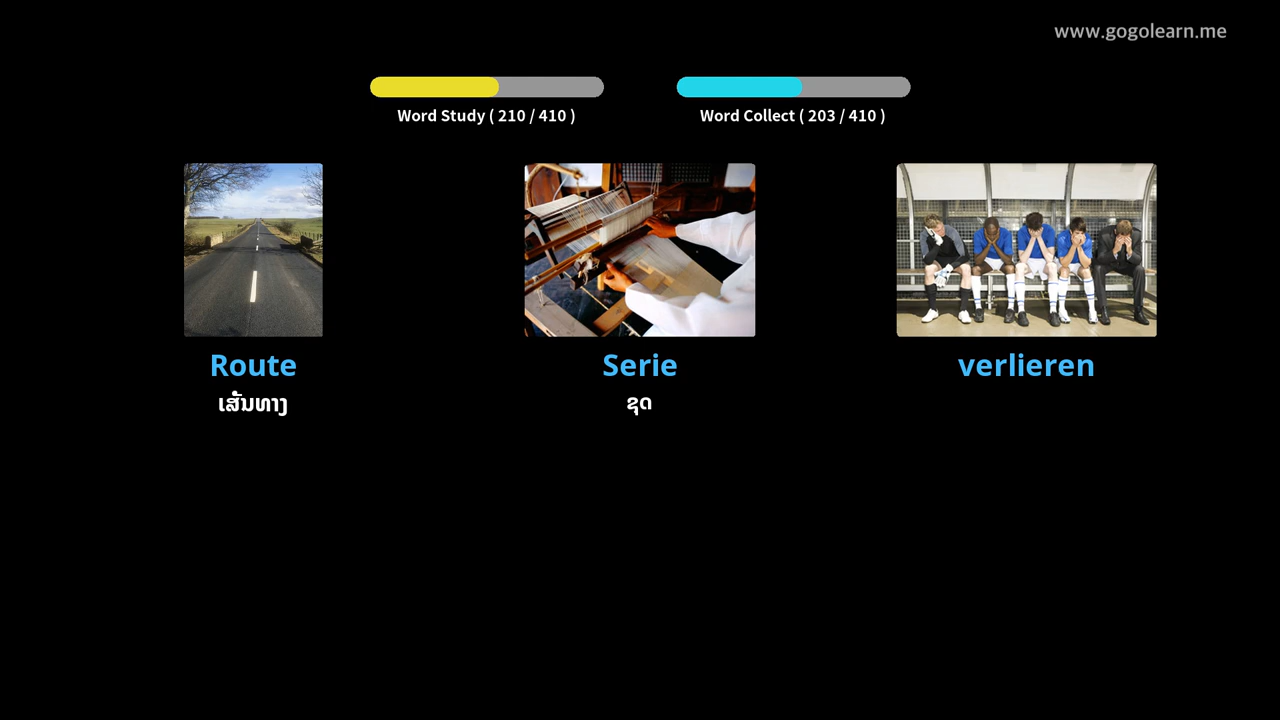 www.gogolearn.me
Word Study ( 210 / 410 )
Word Collect ( 203 / 410 )
Route
Serie
verlieren
ເສັ້ນທາງ
ຊຸດ